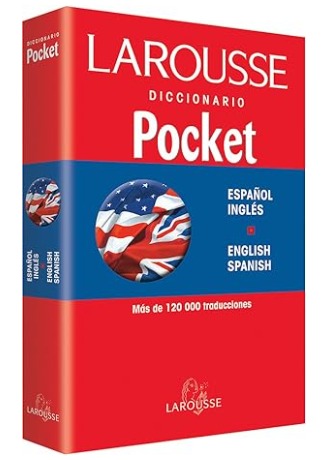 LAROUSSE
DICCIONARIO
Pocket
ESPAÑOL
INGLÉS
ENGLISH
SPANISH
Más de 120 000 traducciones
LAROUSSE
DICCIONARIO
Pocket
ESPAÑOL
INGLÉS
ENGLISH
SPANISH
LAROUSSE